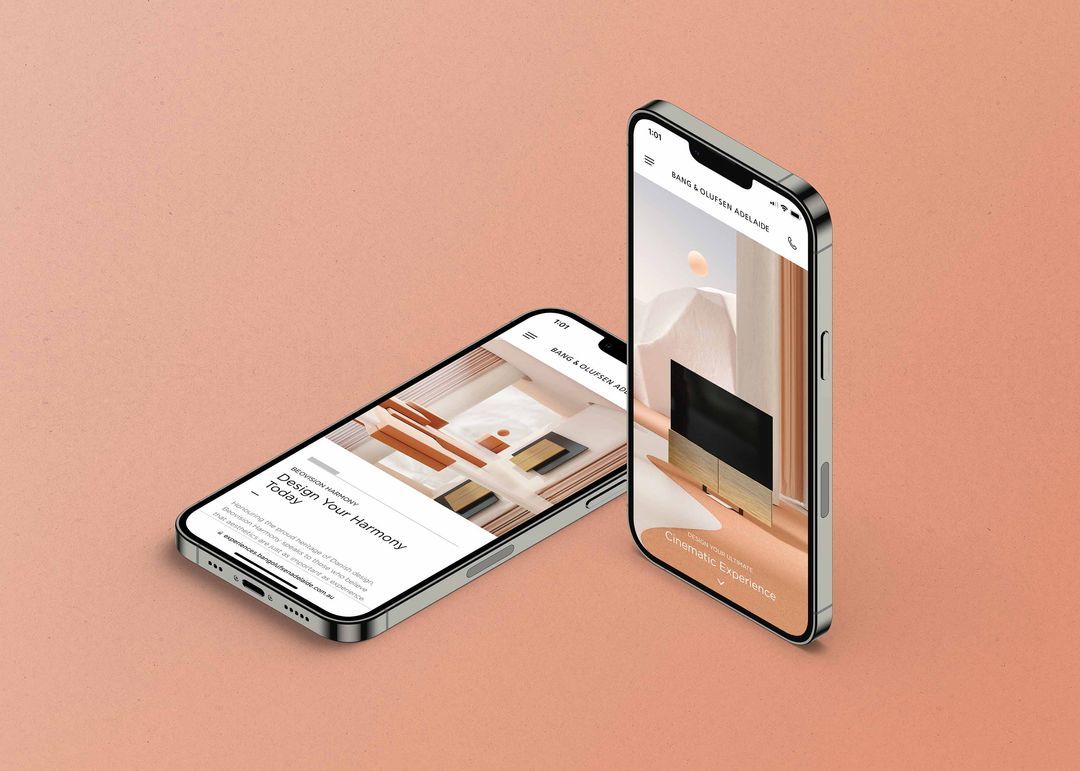 1:01
BANG & OLUFSEN AD
BEOVISION HARMONY
Design Your Harmony
Today
Honouring the proud heritage of Danish design,
Beovision Harmony speaks to those who believe
that aesthetics are just as important as experience.
experiences.bangolufsenadelaide.com.au
1:01
BANG & OLUFSEN ADELAIDE
DESIGN YOUR ULTIMATE
Cinematic Experience